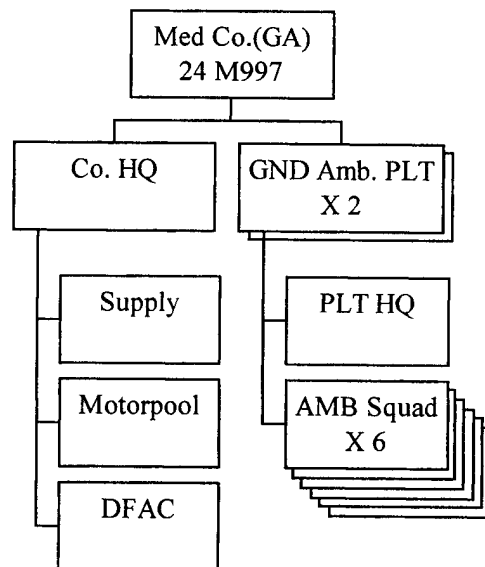 Med Co.(GA)
24 M997
Co. HQ
GND Amb. PLT
X 2
Supply
PLT HQ
Motorpool
AMB Squad
X 6
DFAC